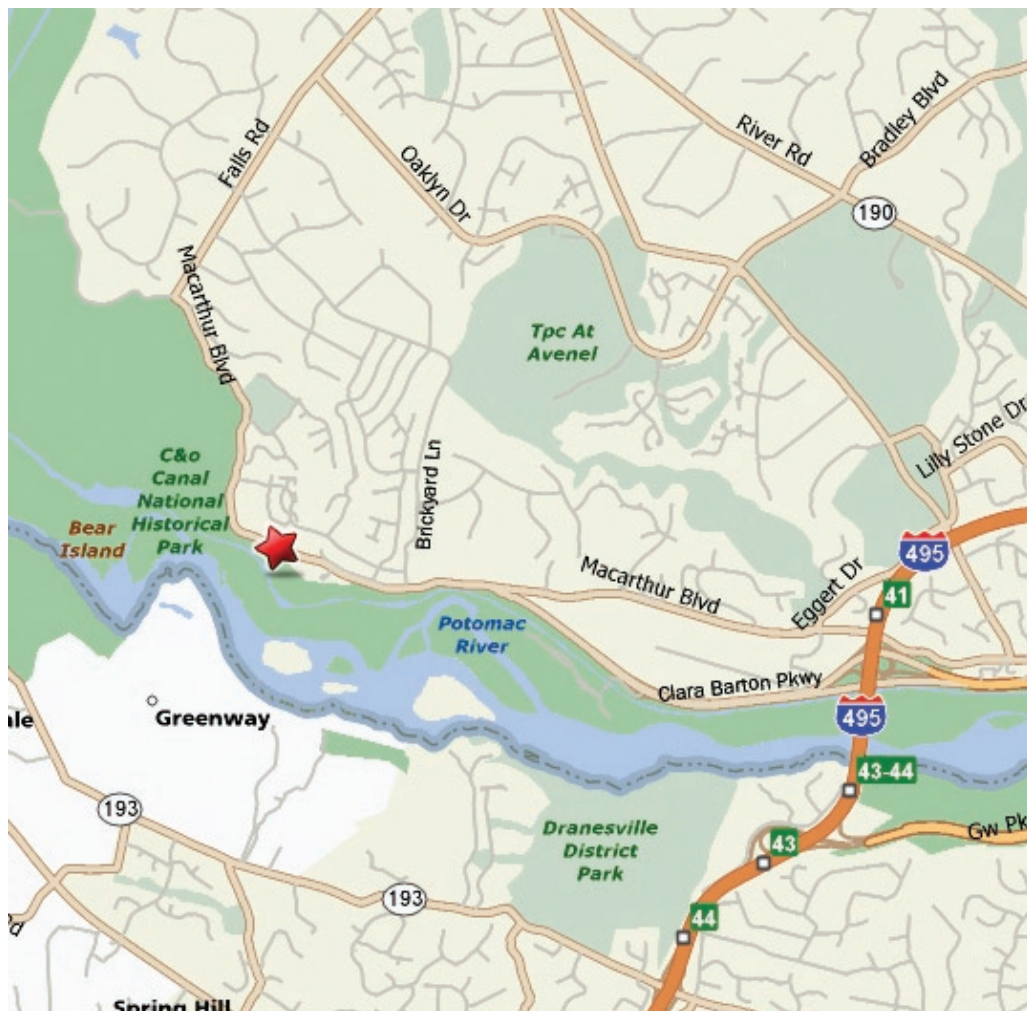 Falls Rd
Oaklyn Dr
River Rd
Bradley Blvd
190
Macarthur Blvd
Tpc At
Avenel
Lilly Stone Dr
Brickyard Ln
C&o
Canal
National
Historical
Park
Bear
Island
495
Macarthur Blvd
Eggert Dr
41
Potomac
River
Clara Barton Pkwy
495
ale
Greenway
43-44
193
Dranesville
District
Park
43
Gw Pk
193
44
Rd
Spring Hill